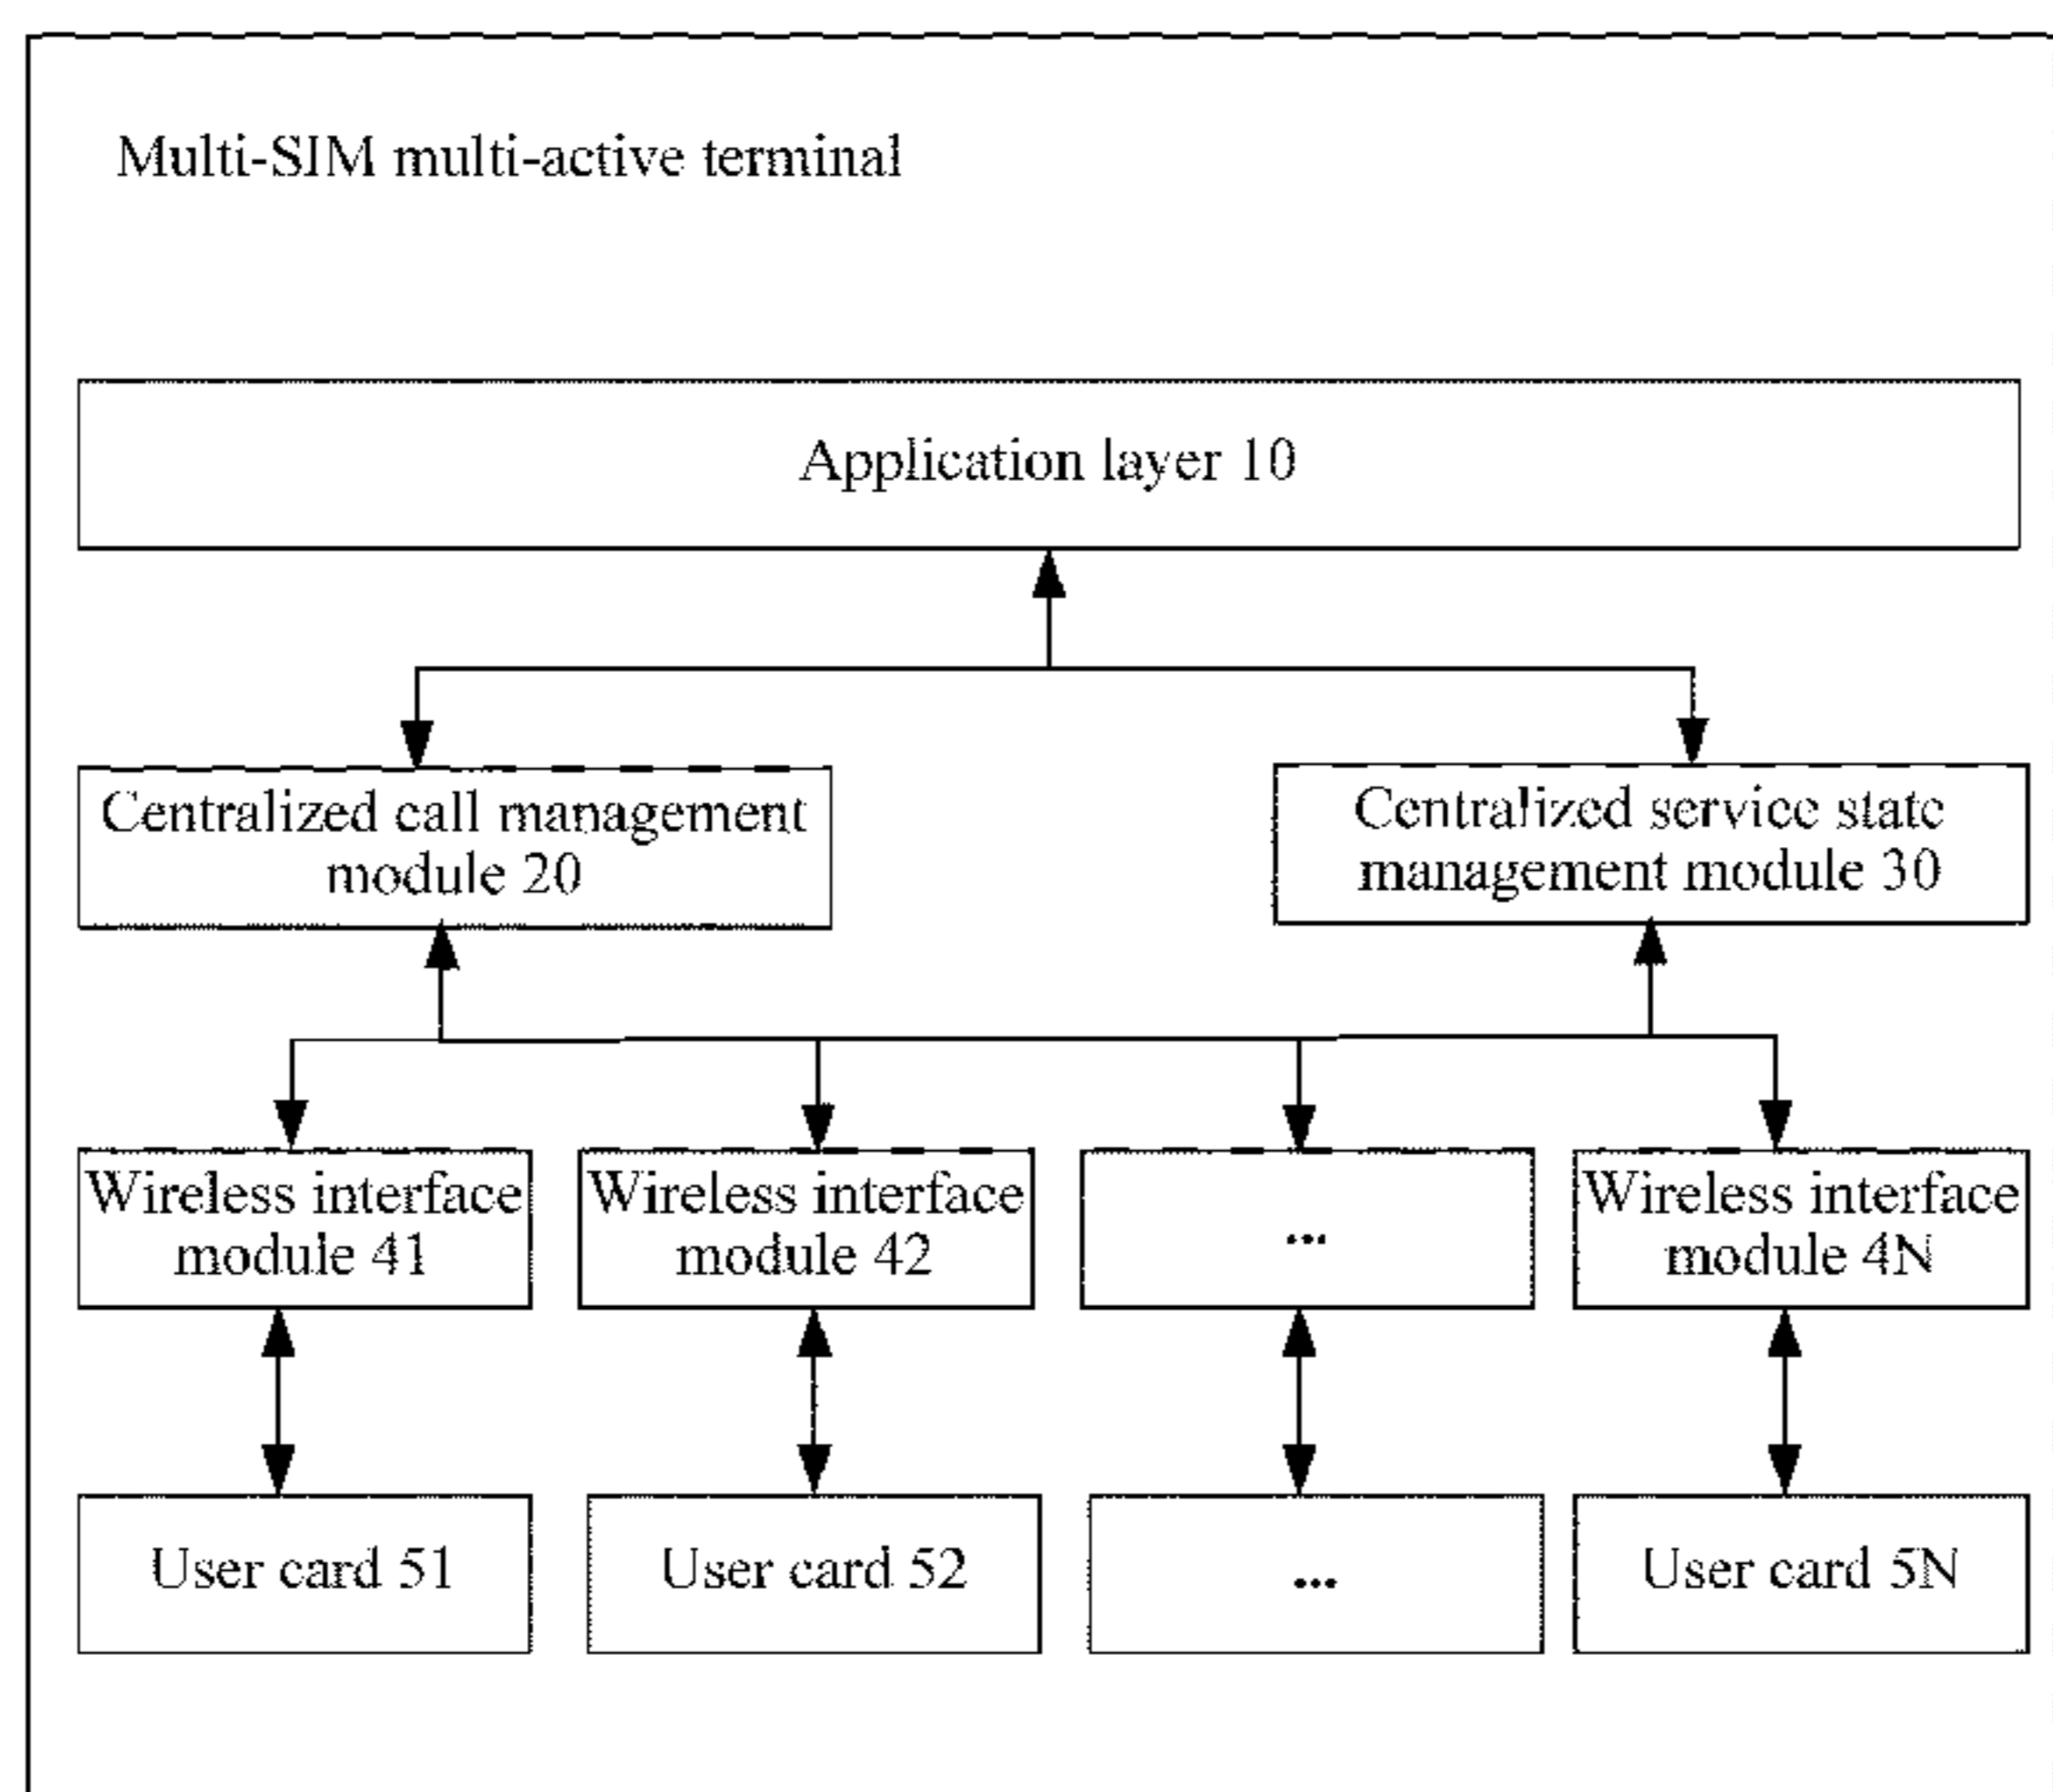 Multi-SIM multi-active terminal
Application layer 10
Centralized call management
module 20
Centralized service state
management module 30
Wireless interface
module 41
Wireless interface
module 42
...
Wireless interface
module 4N
User card 51
User card 52
...
User card 5N